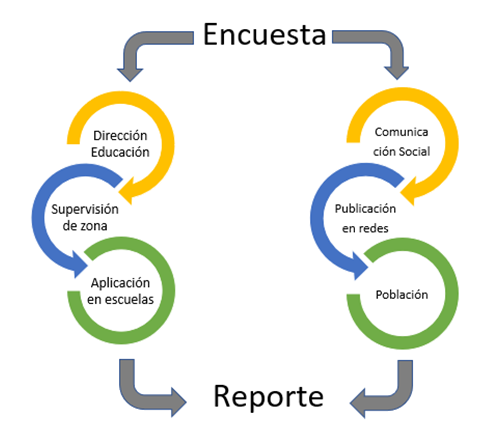 Encuesta
Dirección
Educación
Supervisión
de zona
Aplicación
en escuelas
Comunica
ción Social
Publicación
en redes
Población
Reporte